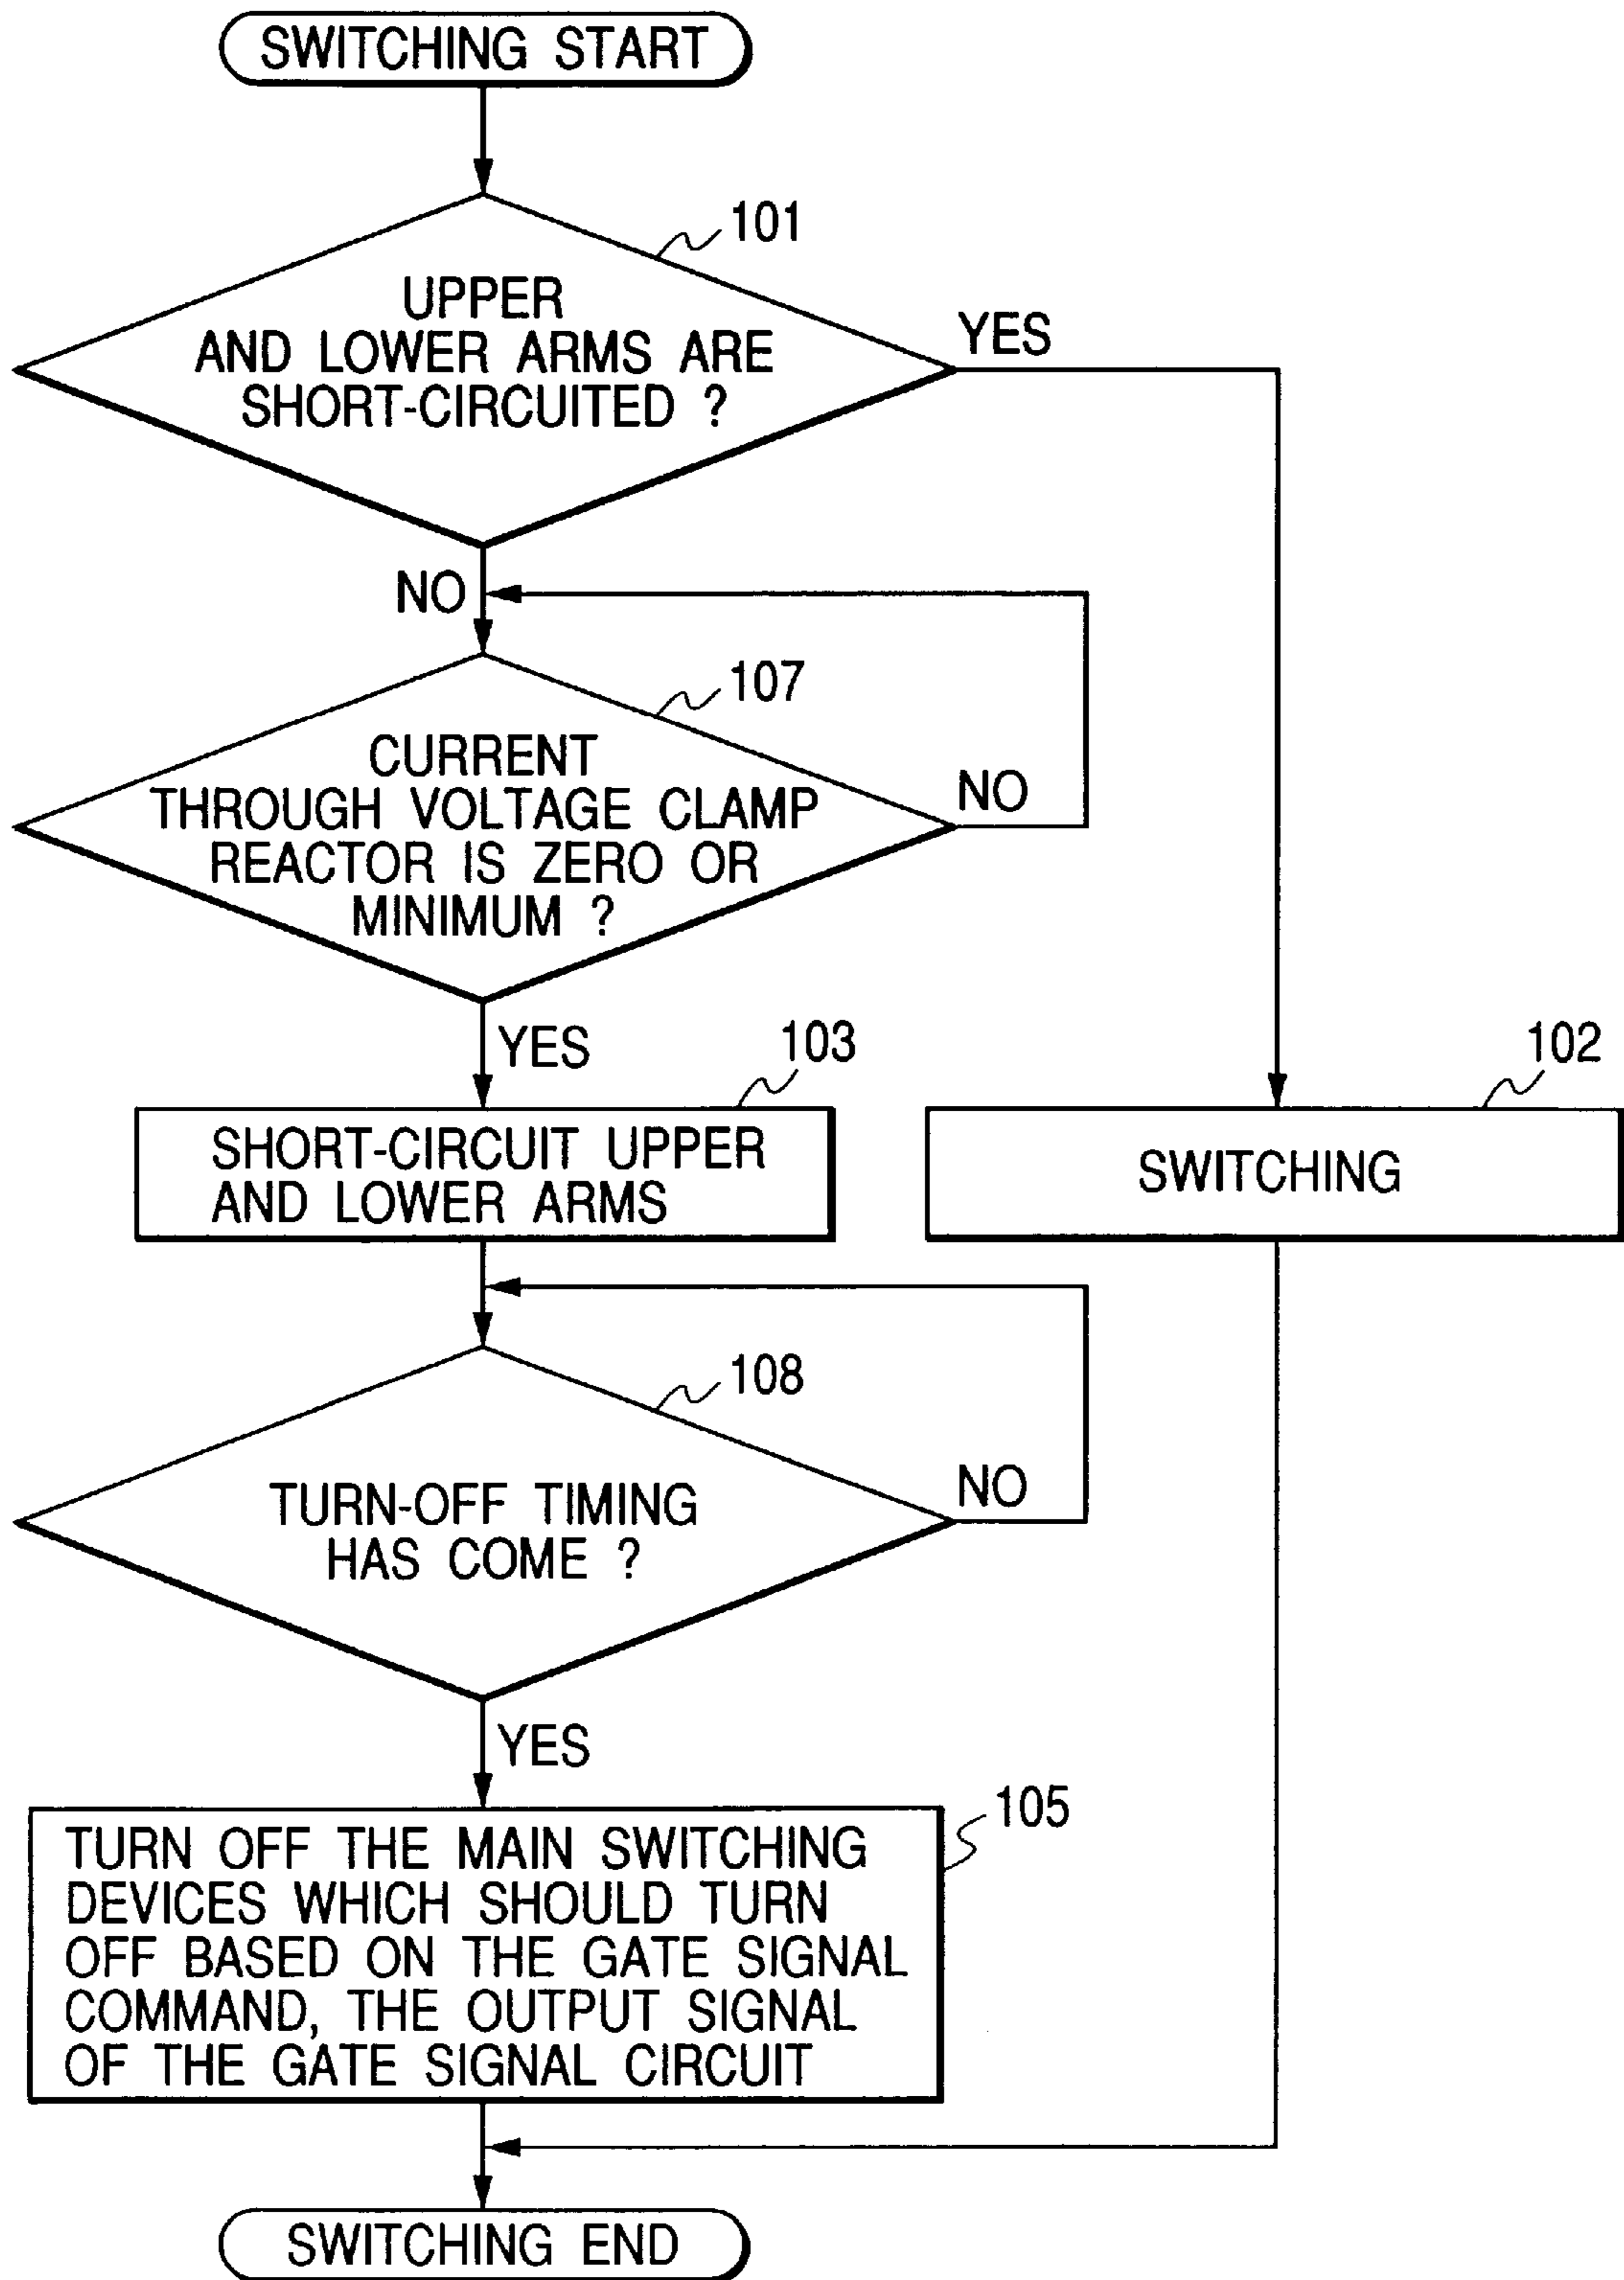 SWITCHING START
101
UPPER
AND LOWER ARMS ARE
SHORT-CIRCUITED ?
YES
NO
107
CURRENT
THROUGH VOLTAGE CLAMP
REACTOR IS ZERO OR
MINIMUM ?
NO
YES
103
SHORT-CIRCUIT UPPER
AND LOWER ARMS
102
SWITCHING
108
TURN-OFF TIMING
HAS COME ?
NO
YES
105
TURN OFF THE MAIN SWITCHING
DEVICES WHICH SHOULD TURN
OFF BASED ON THE GATE SIGNAL
COMMAND, THE OUTPUT SIGNAL
OF THE GATE SIGNAL CIRCUIT
SWITCHING END